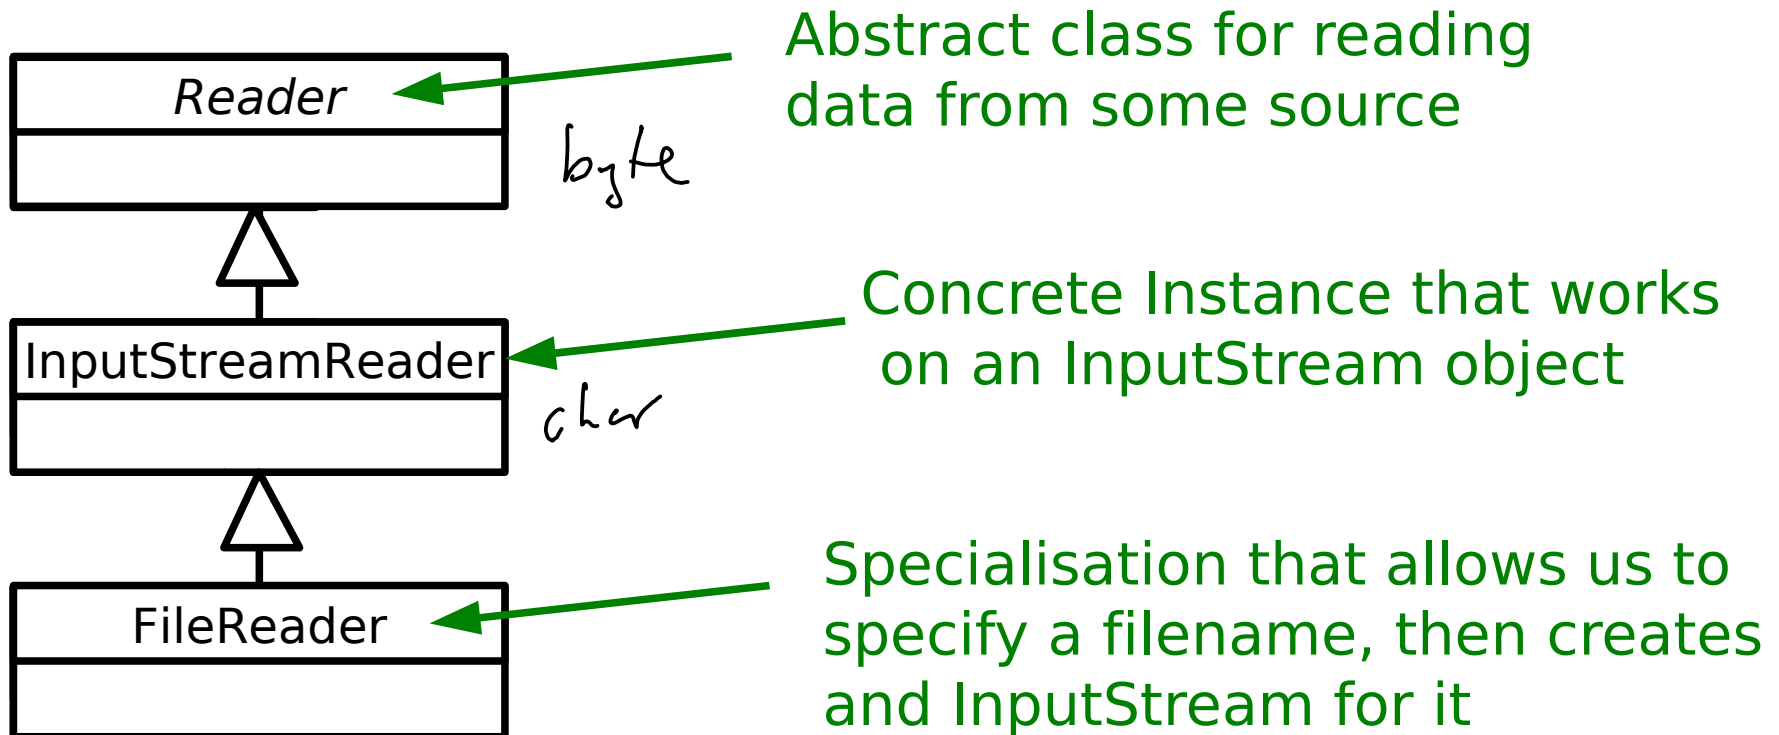 Abstract class for reading
data from some source
Reader
byte
Concrete Instance that works
on an InputStream object
InputStreamReader
char
Specialisation that allows us to
specify a filename, then creates
and InputStream for it
FileReader